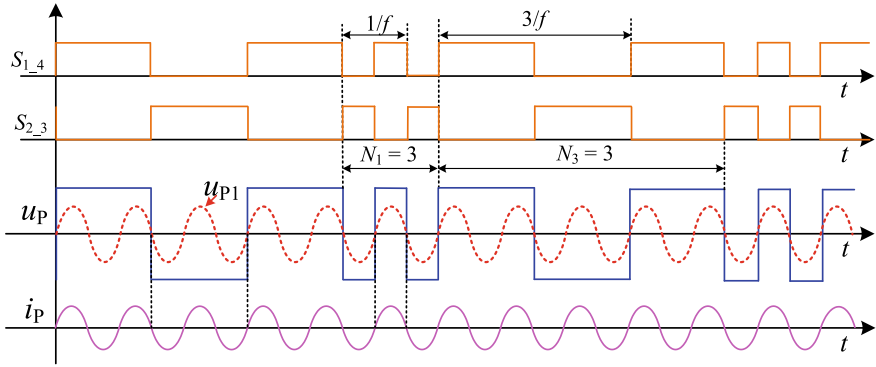 1/f
3/f
S1_4
t
S2_3
t
N1 = 3
N3 = 3
uP1
uP
t
iP
t